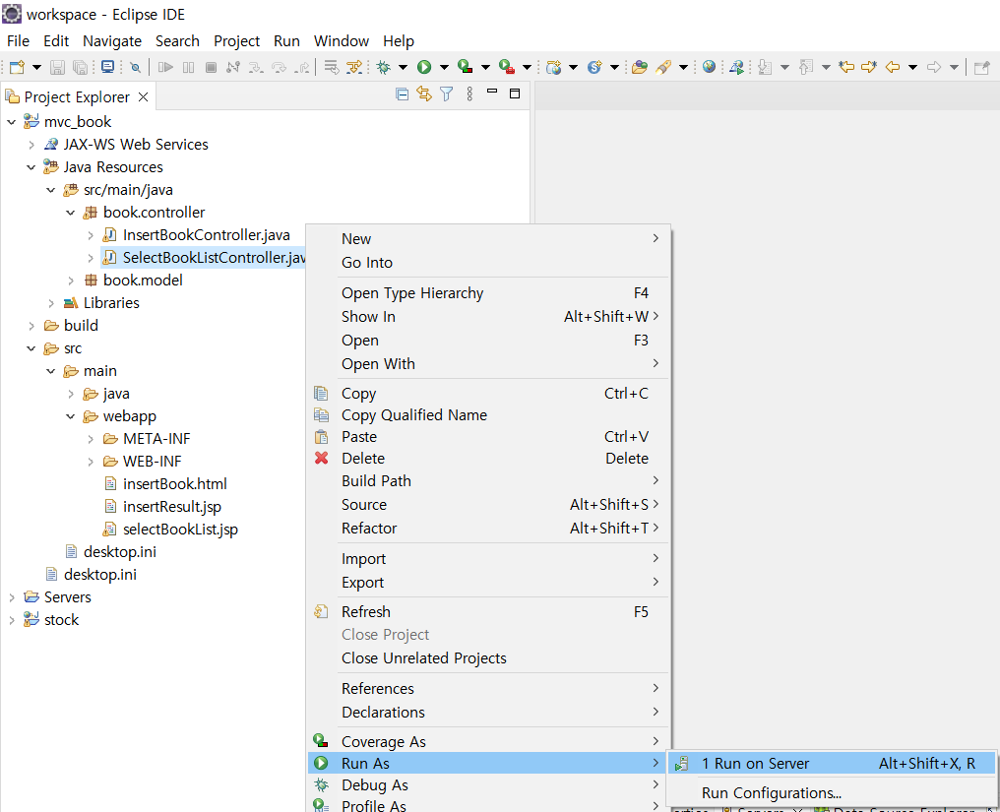 workspace - Eclipse IDE
File Edit Navigate Search Project Run Window Help
Project Explorer
mvc_book
JAX-WS Web Services
Java Resources
src/main/java
book.controller
InsertBookController.java
SelectBookListController.jav
book.model
Libraries
build
src
main
java
webapp
META-INF
WEB-INF
insertBook.html
insertResult.jsp
selectBookList.jsp
desktop.ini
desktop.ini
Servers
stock
New
Go Into
Open Type Hierarchy F4
Show In Alt+Shift+W
Open F3
Open With
Copy Ctrl+C
Copy Qualified Name
Paste Ctrl+V
Delete Delete
Build Path
Source Alt+Shift+S
Refactor Alt+Shift+T
Import
Export
Refresh F5
Close Project
Close Unrelated Projects
References
Declarations
Coverage As
Run As
Debug As
Profile As
1 Run on Server Alt+Shift+X, R
Run Configurations...